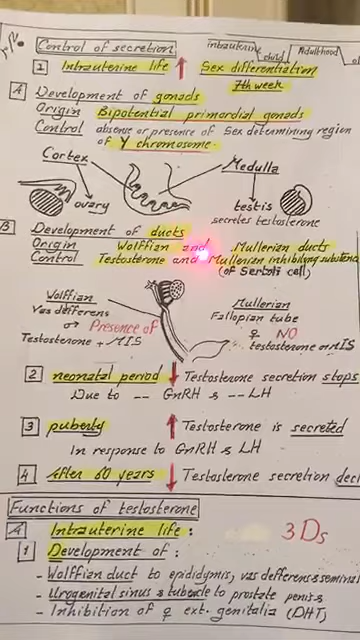 Control of secretion
intrauterine child Adulthood
1 Intrauterine life ↑ Sex differentiation
7th week
A Development of gonads
Origin Bipotential primordial gonads
Control absence or presence of Sex determining region
of Y chromosome.
Cortex Medulla
ovary testis
secretes testosterone
B Development of ducts
Origin Wolffian and Mullerian ducts
Control Testosterone and Mullerian inhibiting substance
(of Sertoli cell)
Wolffian Mullerian
Vas differens Fallopian tube
♂ Presence of ♀ NO
Testosterone + MIS testosterone or MIS
2 neonatal period ↓ Testosterone secretion stops
Due to -- GnRH & -- LH
3 puberty ↑ Testosterone is secreted
In response to GnRH & LH
4 After 60 years ↓ Testosterone secretion decl
Functions of testosterone
A Intrauterine life: 3Ds
1 Development of:
- Wolffian duct to epididymis, vas defferens & seminal
- Urogenital sinus & tubercle to prostate penis &
- Inhibition of ♀ ext. genitalia (DHT)